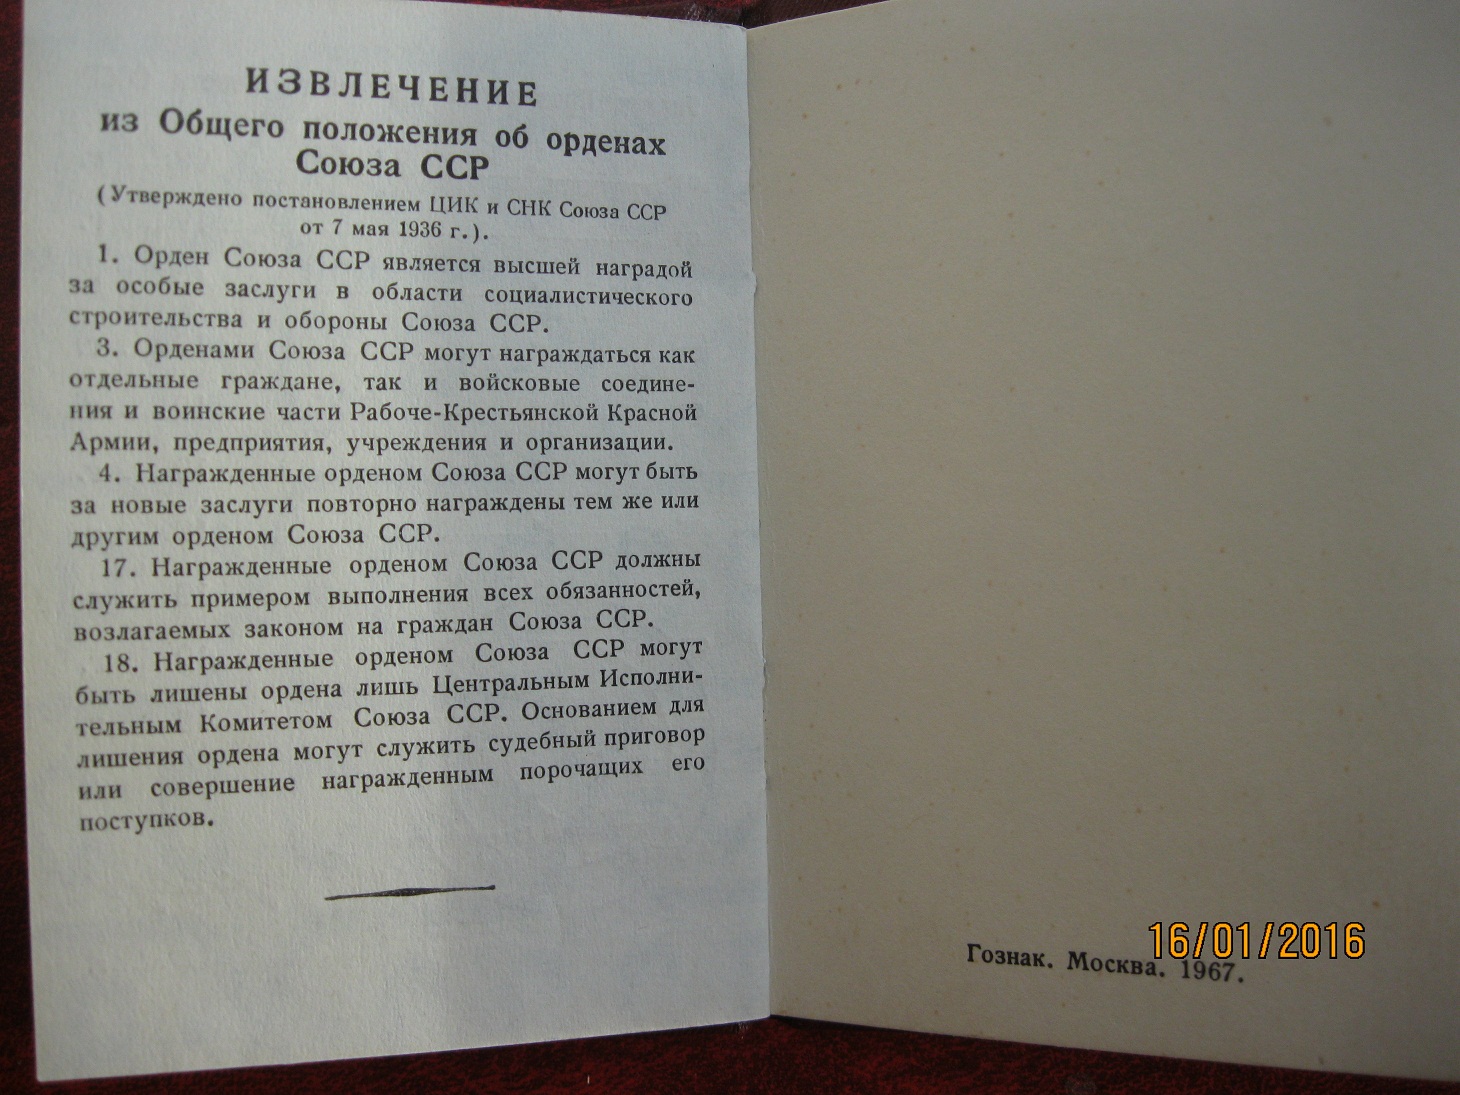 ИЗВЛЕЧЕНИЕ
из Общего положения об орденах
Союза ССР
(Утверждено постановлением ЦИК и СНК Союза ССР
от 7 мая 1936 г.).
1. Орден Союза ССР является высшей наградой
за особые заслуги в области социалистического
строительства и обороны Союза ССР.
3. Орденами Союза ССР могут награждаться как
отдельные граждане, так и войсковые соедине-
ния и воинские части Рабоче-Крестьянской Красной
Армии, предприятия, учреждения и организации.
4. Награжденные орденом Союза ССР могут быть
за новые заслуги повторно награждены тем же или
другим орденом Союза ССР.
17. Награжденные орденом Союза ССР должны
служить примером выполнения всех обязанностей,
возлагаемых законом на граждан Союза ССР.
18. Награжденные орденом Союза ССР могут
быть лишены ордена лишь Центральным Исполни-
тельным Комитетом Союза ССР. Основанием для
лишения ордена могут служить судебный приговор
или совершение награжденным порочащих его
поступков.
Гознак. Москва. 1967.
16/01/2016